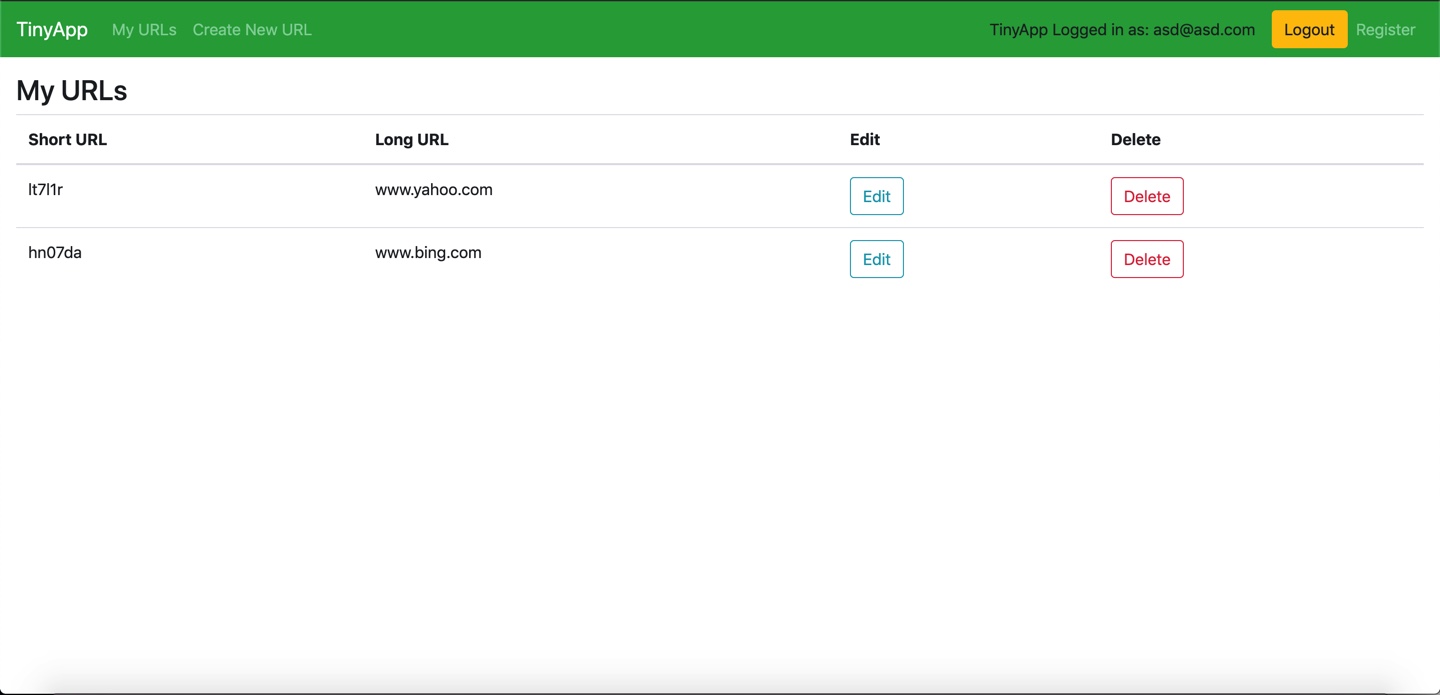 TinyApp My URLs Create New URL TinyApp Logged in as: asd@asd.com Logout Register
My URLs
Short URL Long URL Edit Delete
lt7l1r www.yahoo.com Edit Delete
hn07da www.bing.com Edit Delete